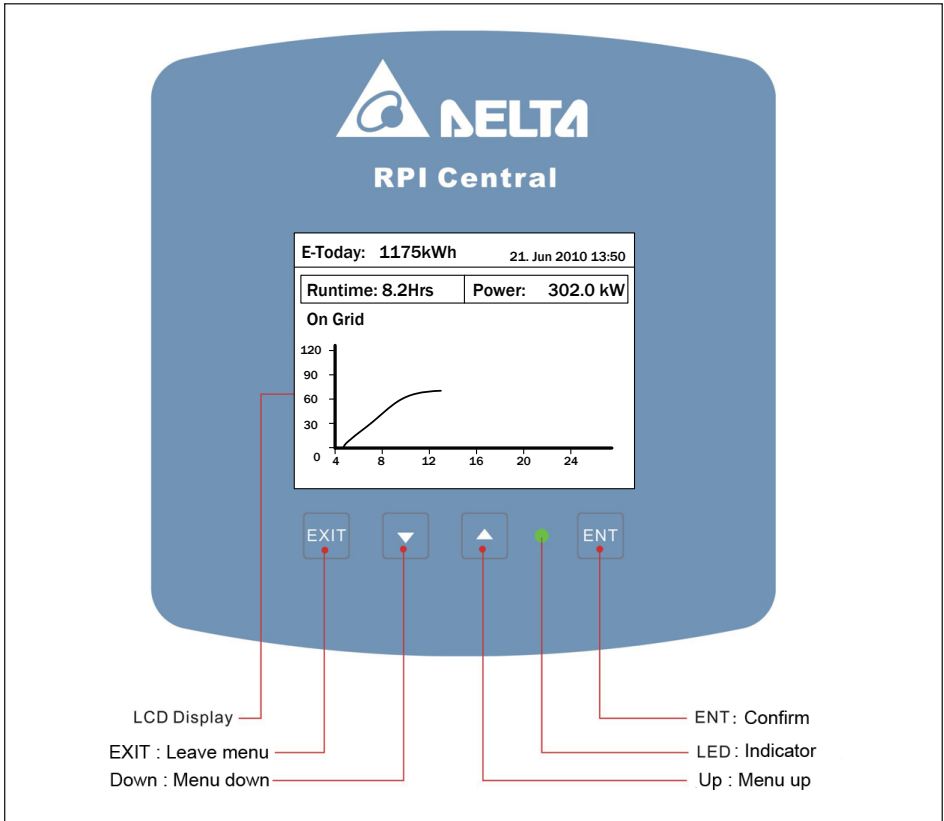 DELTA
RPI Central
E-Today: 1175kWh 21. Jun 2010 13:50
Runtime: 8.2Hrs Power: 302.0 kW
On Grid
120
90
60
30
0
4 8 12 16 20 24
EXIT ENT
LCD Display
EXIT : Leave menu
Down : Menu down
ENT: Confirm
LED: Indicator
Up : Menu up